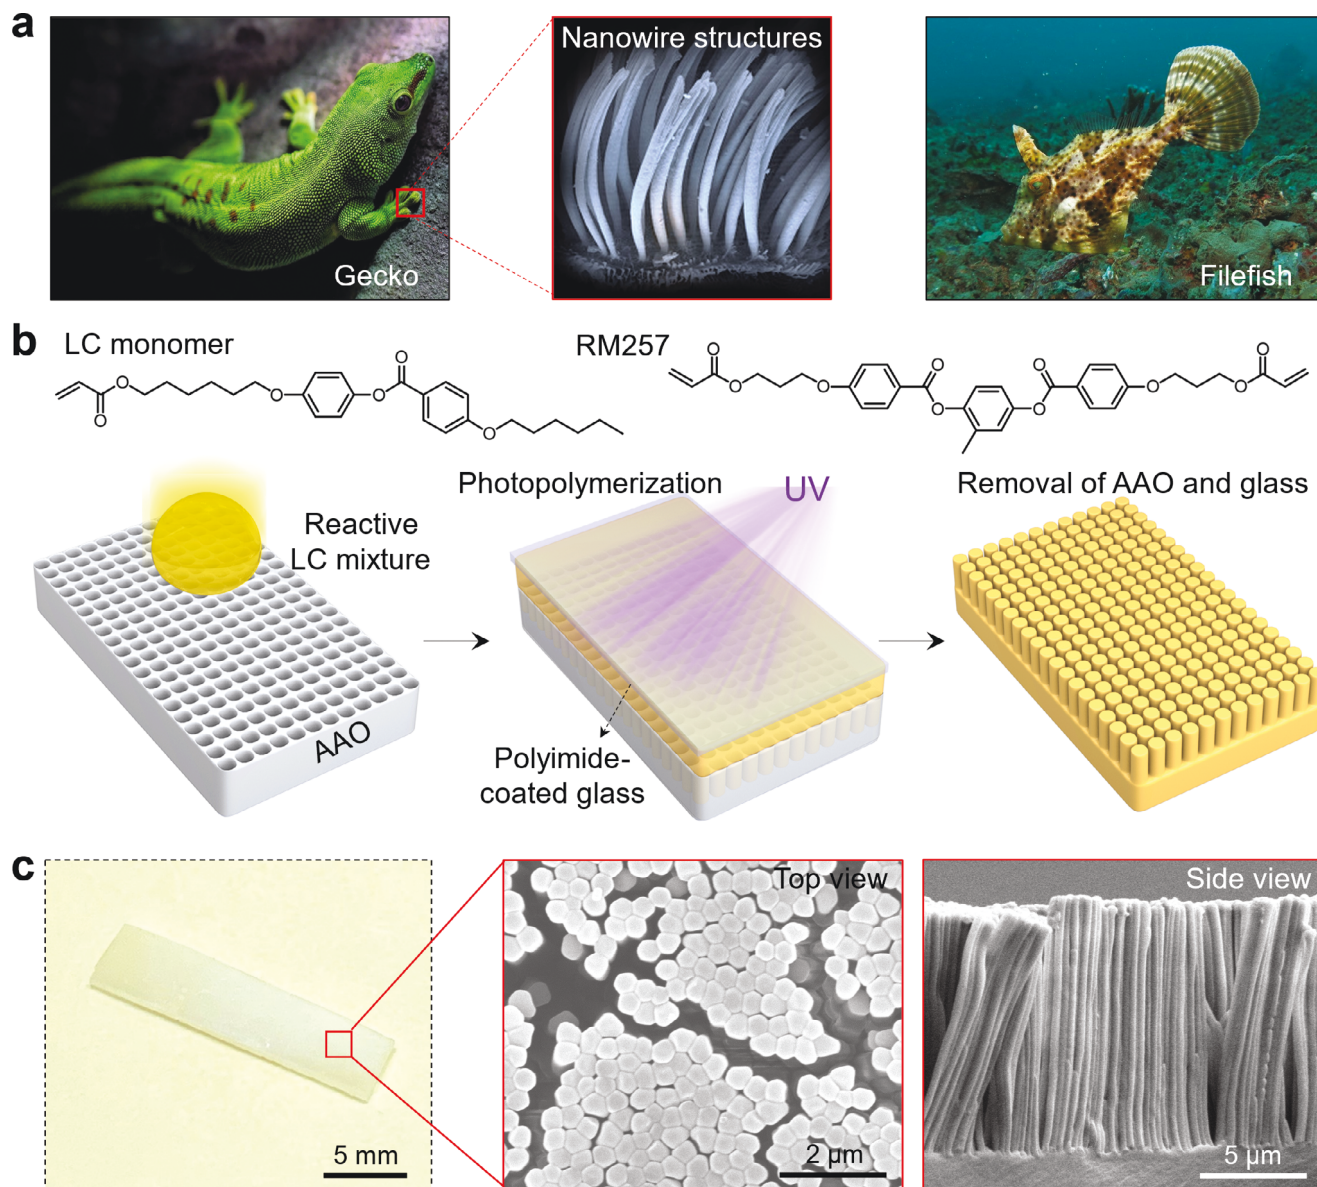 a
Gecko
Nanowire structures
Filefish
b
LC monomer
O
O
O
O
O
O
RM257
O
O
O
O
O
O
O
O
O
O
Reactive
LC mixture
AAO
Photopolymerization
UV
Polyimide-
coated glass
Removal of AAO and glass
c
5 mm
Top view
2 µm
Side view
5 µm